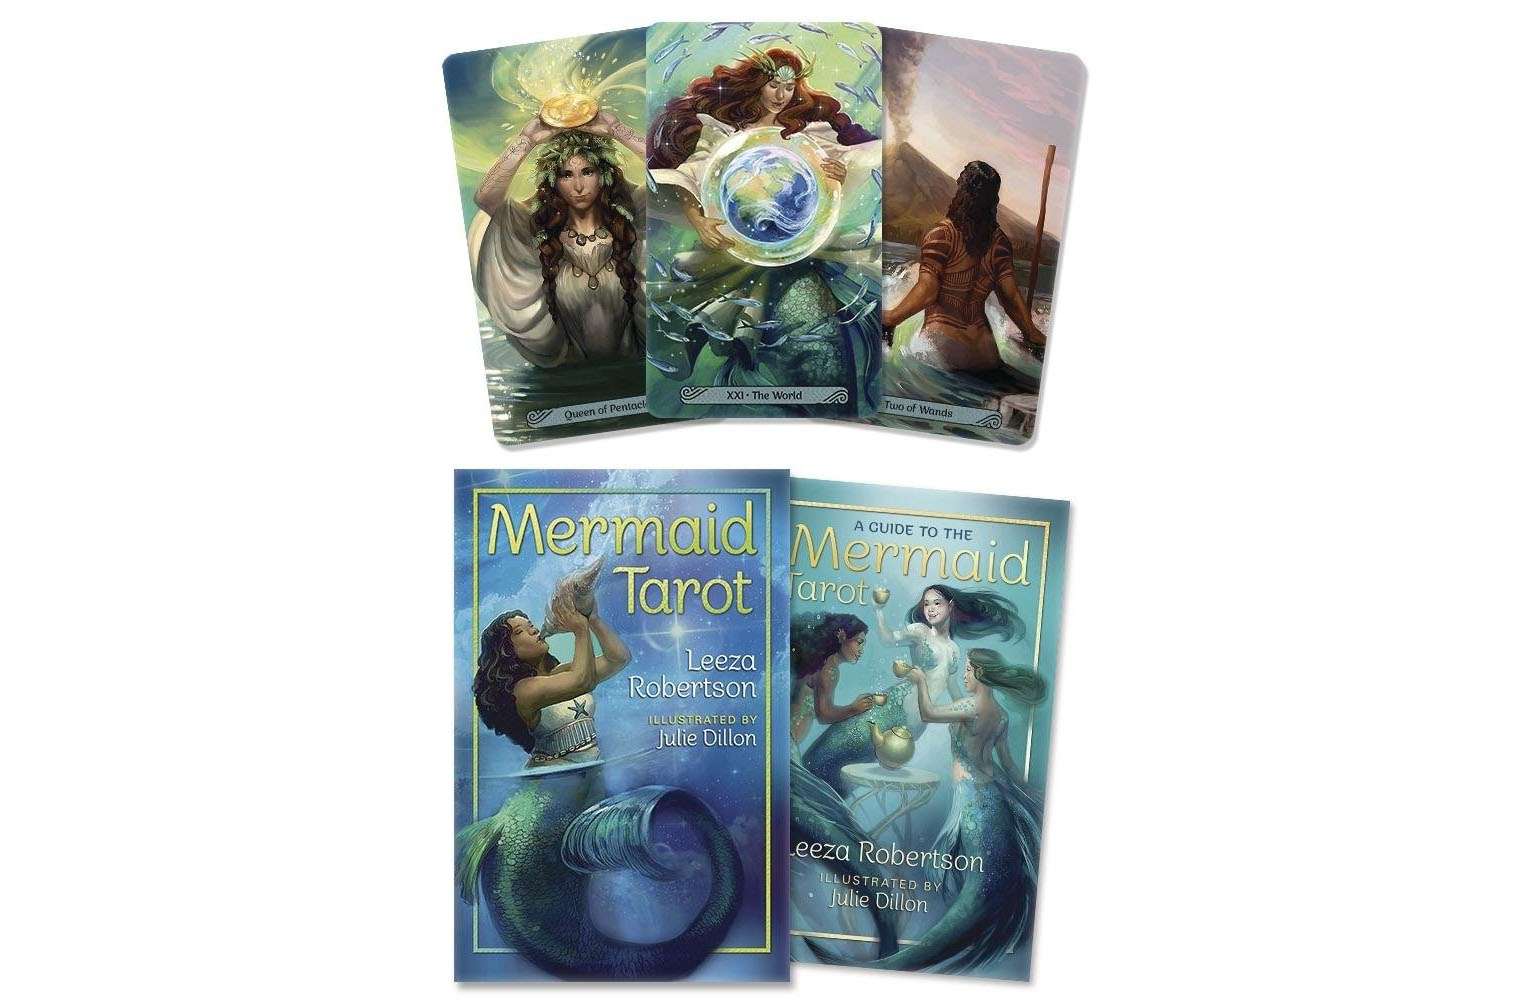 Queen of Pentacl
XXI • The World
Two of Wands
Mermaid
Tarot
Leeza
Robertson
ILLUSTRATED BY
Julie Dillon
A GUIDE TO THE
Mermaid
Tarot
Leeza Robertson
ILLUSTRATED BY
Julie Dillon